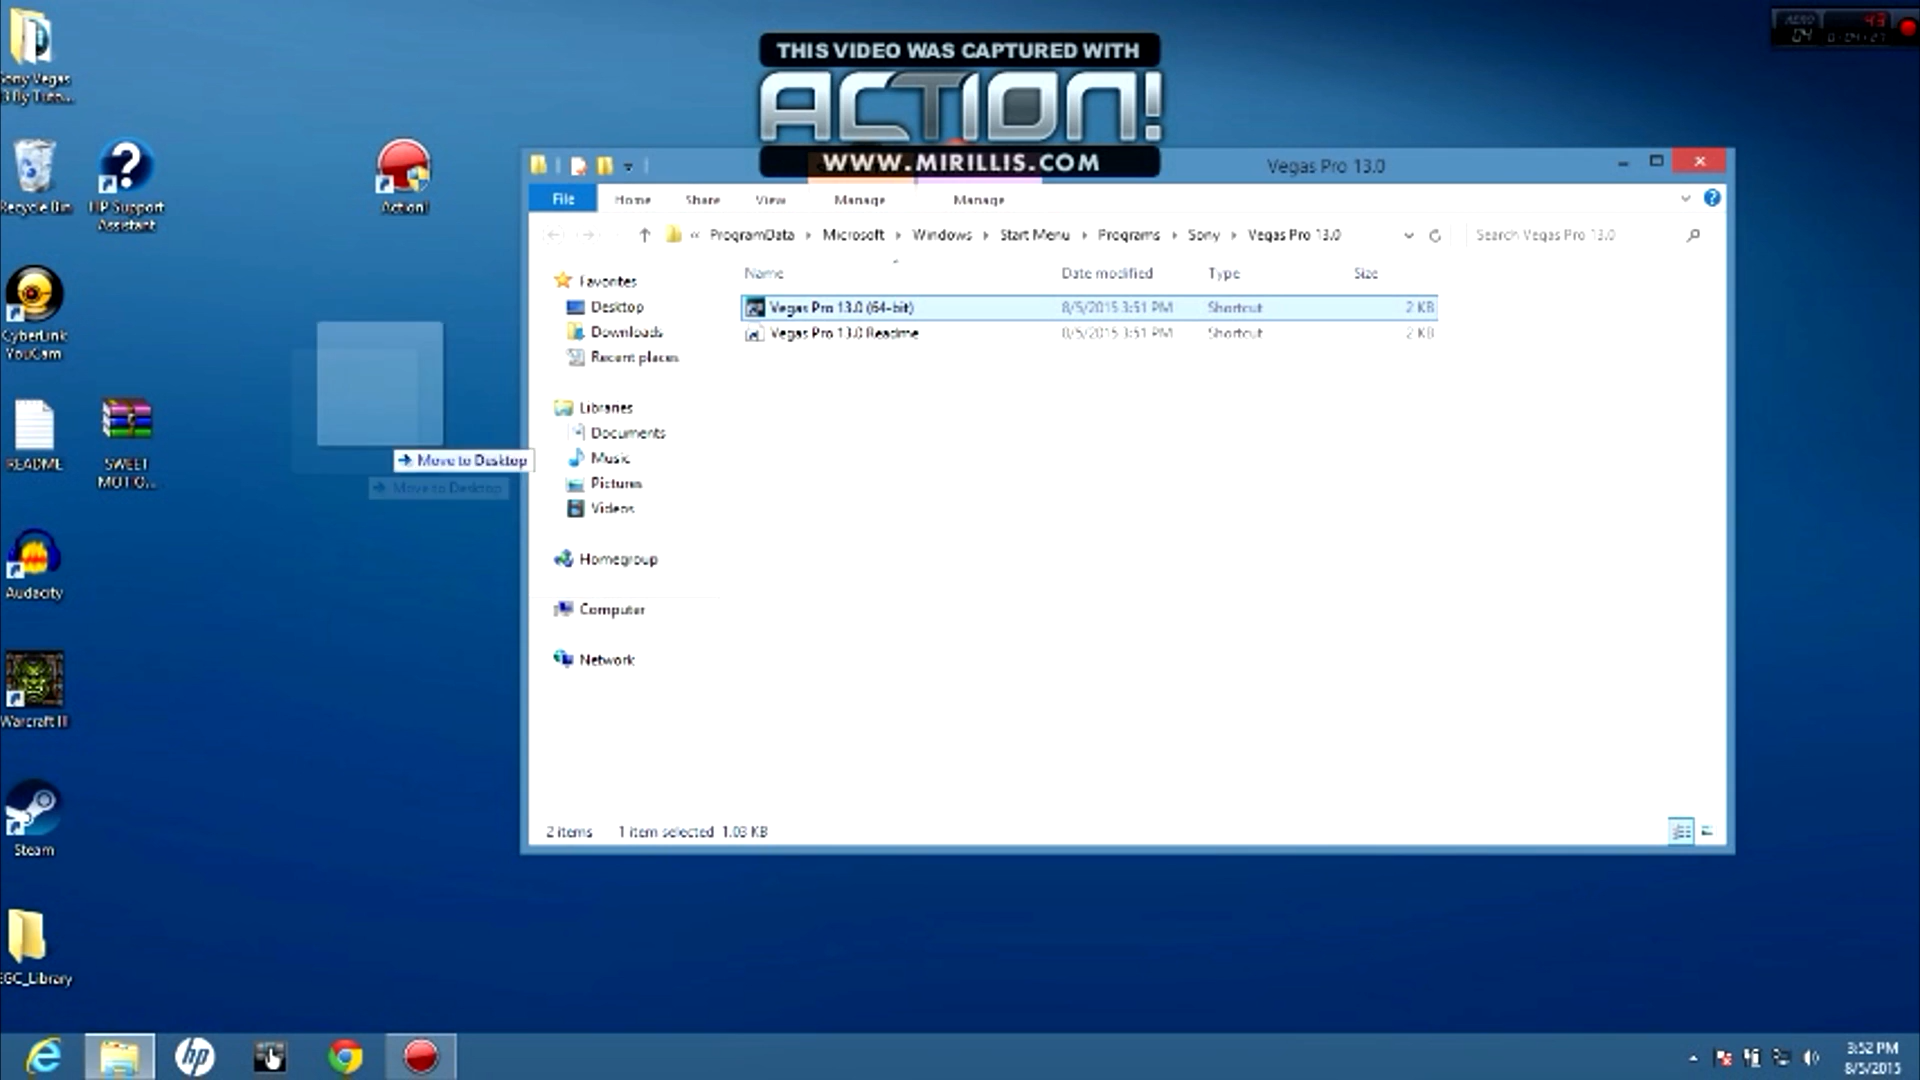 THIS VIDEO WAS CAPTURED WITH
ACTION!
WWW.MIRILLIS.COM
AERO
04
43
Sony Vegas
Recycle Bin
HP Support
Assistant
Action!
CyberLink
YouCam
README
SWEET
MOTIO...
Audacity
Warcraft III
Steam
EGC_Library
Move to Desktop
Move to Desktop
Vegas Pro 13.0
File Home Share View Manage Manage
« ProgramData Microsoft Windows Start Menu Programs Sony Vegas Pro 13.0
Search Vegas Pro 13.0
Name Date modified Type Size
Vegas Pro 13.0 (64-bit) 8/5/2015 3:51 PM Shortcut 2 KB
Vegas Pro 13.0 Readme 8/5/2015 3:51 PM Shortcut 2 KB
Favorites
Desktop
Downloads
Recent places
Libraries
Documents
Music
Pictures
Videos
Homegroup
Computer
Network
2 items 1 item selected 1.03 KB
3:52 PM
8/5/2015